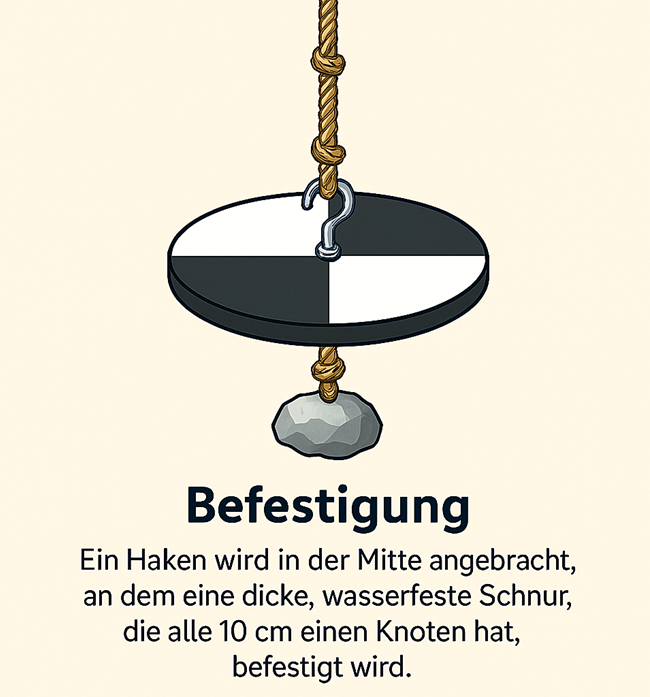 Befestigung
Ein Haken wird in der Mitte angebracht,
an dem eine dicke, wasserfeste Schnur,
die alle 10 cm einen Knoten hat,
befestigt wird.